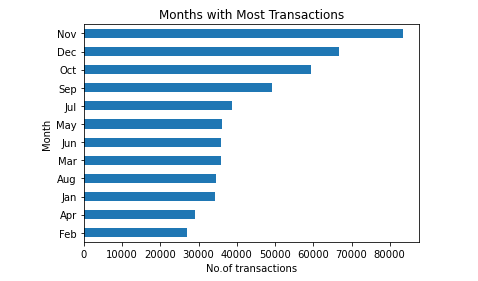 Months with Most Transactions
Nov
Dec
Oct
Sep
Jul
May
Jun
Mar
Aug
Jan
Apr
Feb
Month
0 10000 20000 30000 40000 50000 60000 70000 80000
No.of transactions